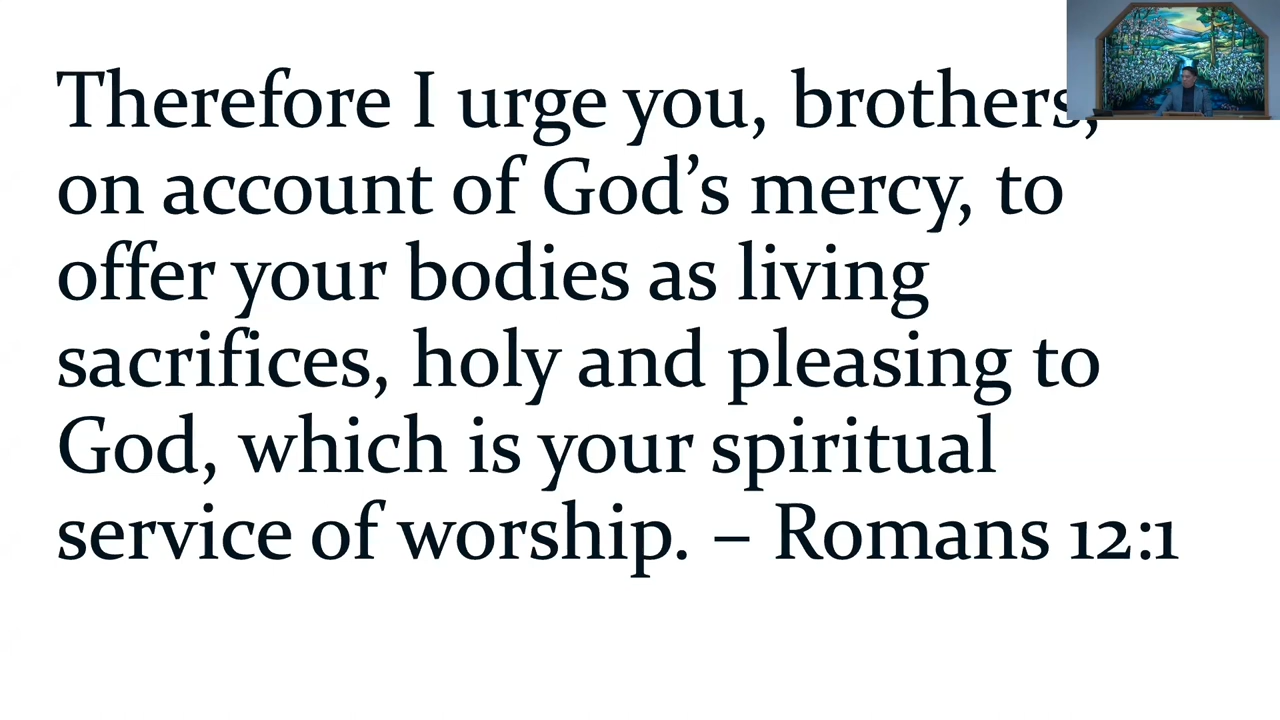 Therefore I urge you, brothers,
on account of God’s mercy, to
offer your bodies as living
sacrifices, holy and pleasing to
God, which is your spiritual
service of worship. – Romans 12:1